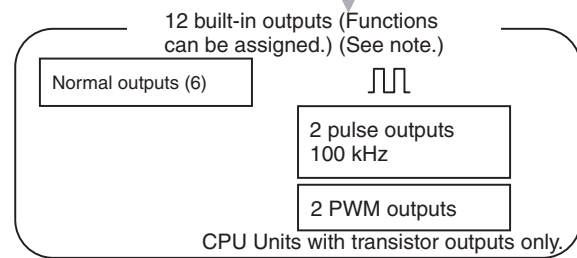 12 built-in outputs (Functions
can be assigned.) (See note.)
Normal outputs (6)
2 pulse outputs
100 kHz
2 PWM outputs
CPU Units with transistor outputs only.